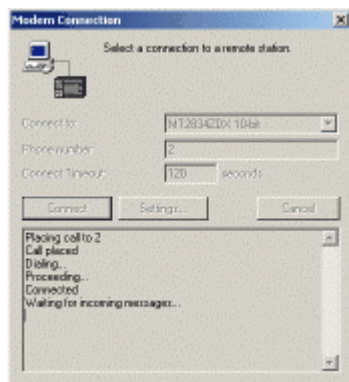 Modem Connection
Select a connection to a remote station.
Connect to:
MT2834ZDX 10-bit
Phone number:
2
Connect Timeout:
120
seconds
Connect
Settings...
Cancel
Placing call to 2
Call placed
Dialing...
Proceeding...
Connected
Waiting for incoming messages...